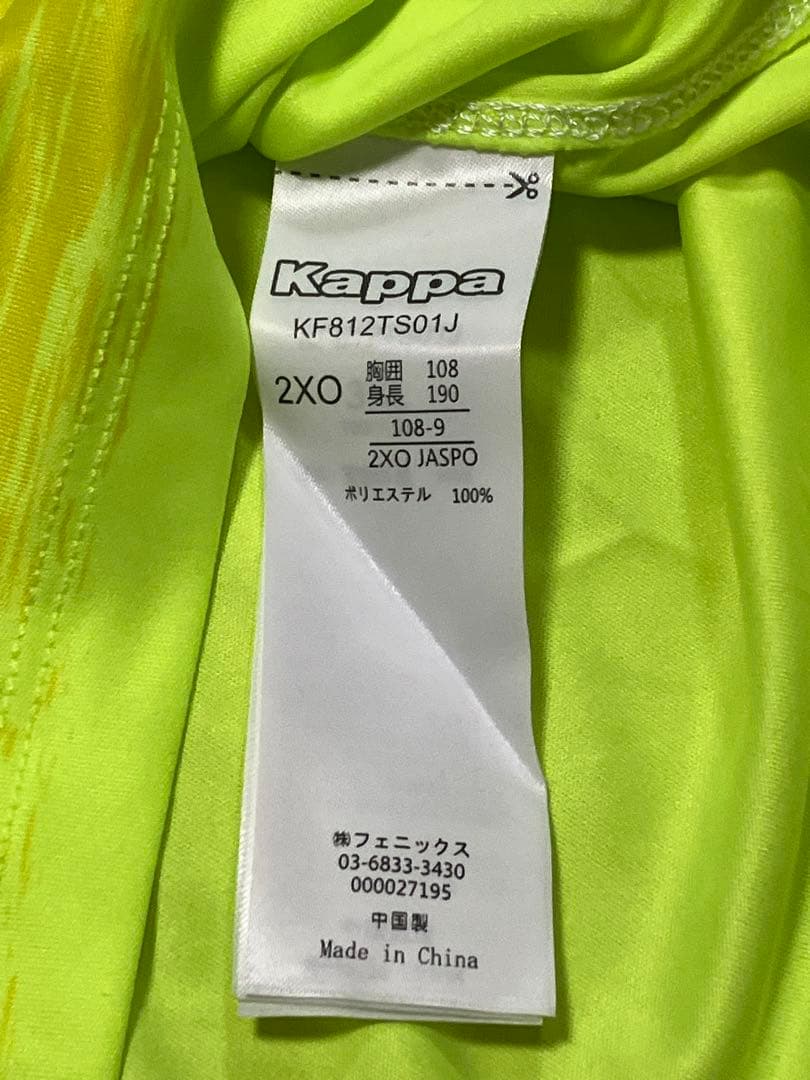 Kappa
KF812TS01J
2XO
胸囲 108
身長 190
108-9
2XO JASPO
ポリエステル 100%
㈱フェニックス
03-6833-3430
000027195
中国製
Made in China